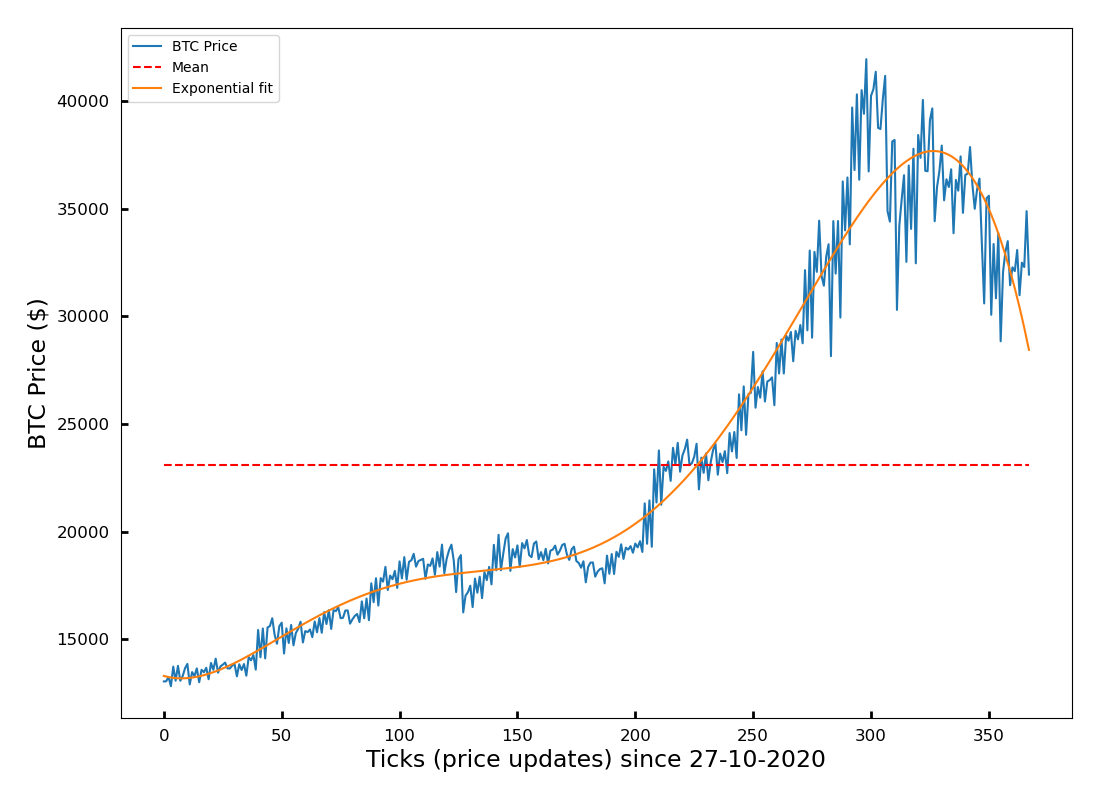 BTC Price
Mean
Exponential fit
40000
35000
30000
25000
20000
15000
BTC Price ($)
0 50 100 150 200 250 300 350
Ticks (price updates) since 27-10-2020